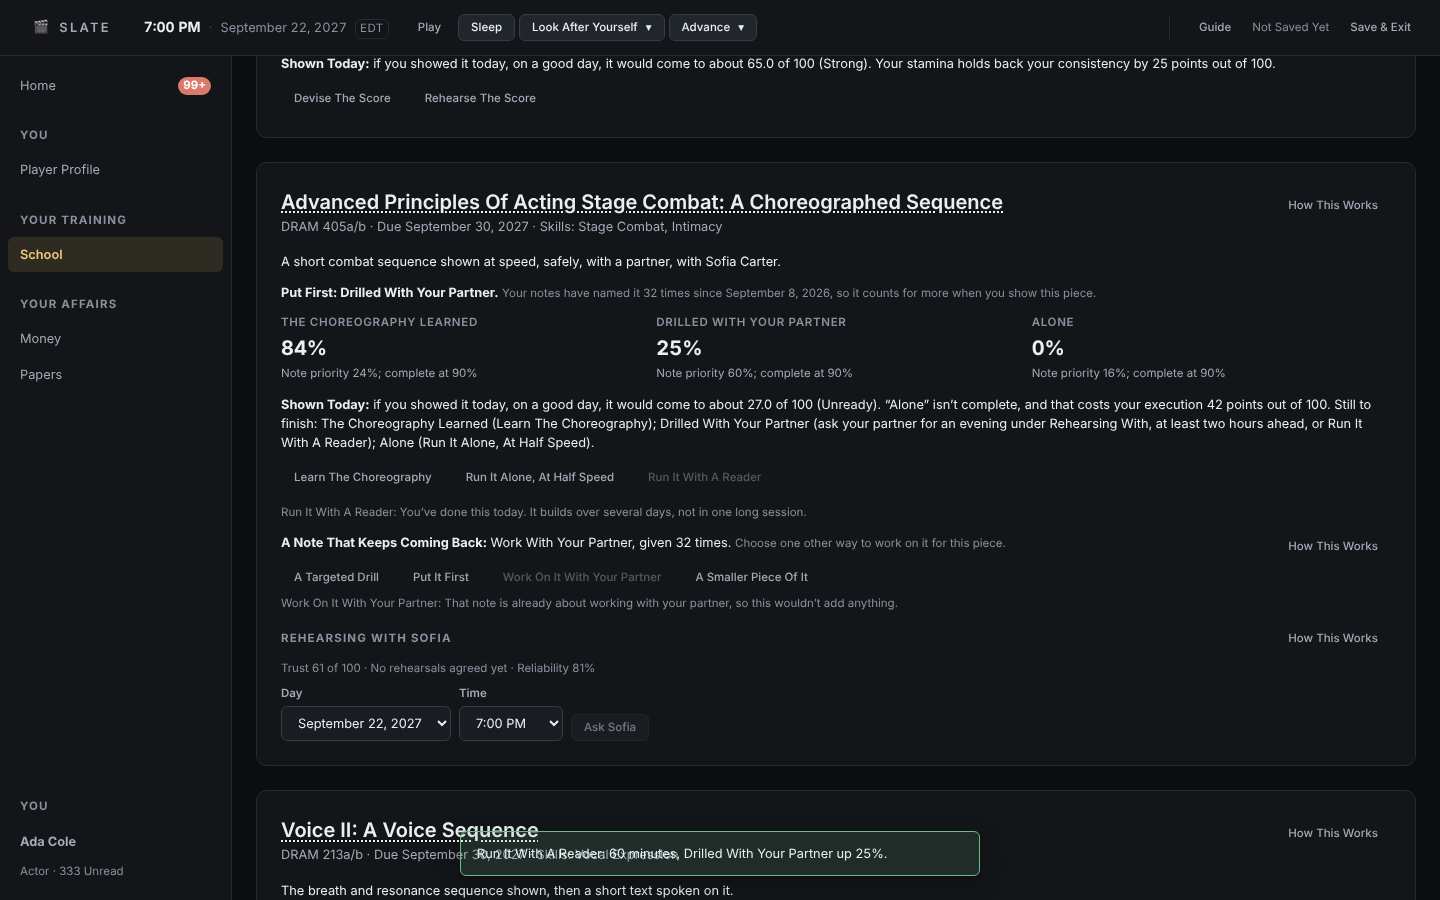 SLATE
7:00 PM · September 22, 2027 EDT
Play
Sleep
Look After Yourself ▾
Advance ▾
Guide
Not Saved Yet
Save & Exit
Home
99+
YOU
Player Profile
YOUR TRAINING
School
YOUR AFFAIRS
Money
Papers
YOU
Ada Cole
Actor · 333 Unread
Shown Today: if you showed it today, on a good day, it would come to about 65.0 of 100 (Strong). Your stamina holds back your consistency by 25 points out of 100.
Devise The Score
Rehearse The Score
Advanced Principles Of Acting Stage Combat: A Choreographed Sequence
How This Works
DRAM 405a/b · Due September 30, 2027 · Skills: Stage Combat, Intimacy
A short combat sequence shown at speed, safely, with a partner, with Sofia Carter.
Put First: Drilled With Your Partner. Your notes have named it 32 times since September 8, 2026, so it counts for more when you show this piece.
THE CHOREOGRAPHY LEARNED
84%
Note priority 24%; complete at 90%
DRILLED WITH YOUR PARTNER
25%
Note priority 60%; complete at 90%
ALONE
0%
Note priority 16%; complete at 90%
Shown Today: if you showed it today, on a good day, it would come to about 27.0 of 100 (Unready). “Alone” isn’t complete, and that costs your execution 42 points out of 100. Still to
finish: The Choreography Learned (Learn The Choreography); Drilled With Your Partner (ask your partner for an evening under Rehearsing With, at least two hours ahead, or Run It
With A Reader); Alone (Run It Alone, At Half Speed).
Learn The Choreography
Run It Alone, At Half Speed
Run It With A Reader
Run It With A Reader: You’ve done this today. It builds over several days, not in one long session.
A Note That Keeps Coming Back: Work With Your Partner, given 32 times. Choose one other way to work on it for this piece.
How This Works
A Targeted Drill
Put It First
Work On It With Your Partner
A Smaller Piece Of It
Work On It With Your Partner: That note is already about working with your partner, so this wouldn’t add anything.
REHEARSING WITH SOFIA
How This Works
Trust 61 of 100 · No rehearsals agreed yet · Reliability 81%
Day
Time
September 22, 2027
7:00 PM
Ask Sofia
Voice II: A Voice Sequence
How This Works
DRAM 213a/b · Due September 30, 2027 · Skills:
Run It With A Reader: 60 minutes, Drilled With Your Partner up 25%.
The breath and resonance sequence shown, then a short text spoken on it.